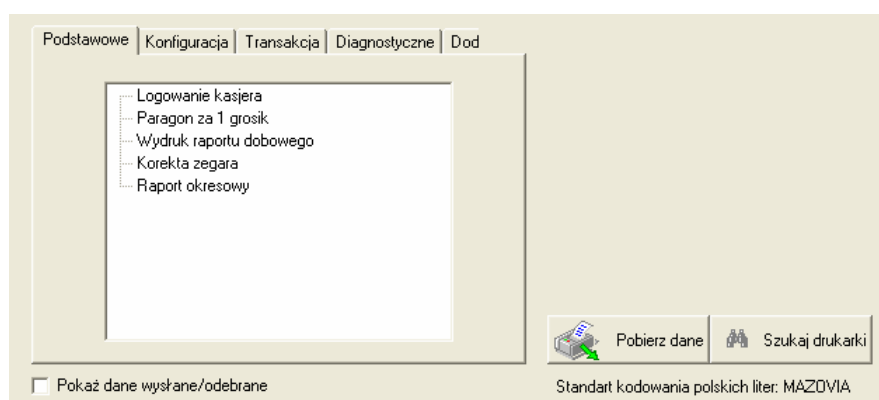 Podstawowe Konfiguracja Transakcja Diagnostyczne Dod
Logowanie kasjera
Paragon za 1 grosik
Wydruk raportu dobowego
Korekta zegara
Raport okresowy
Pobierz dane Szukaj drukarki
Pokaż dane wysłane/odebrane Standart kodowania polskich liter: MAZOVIA